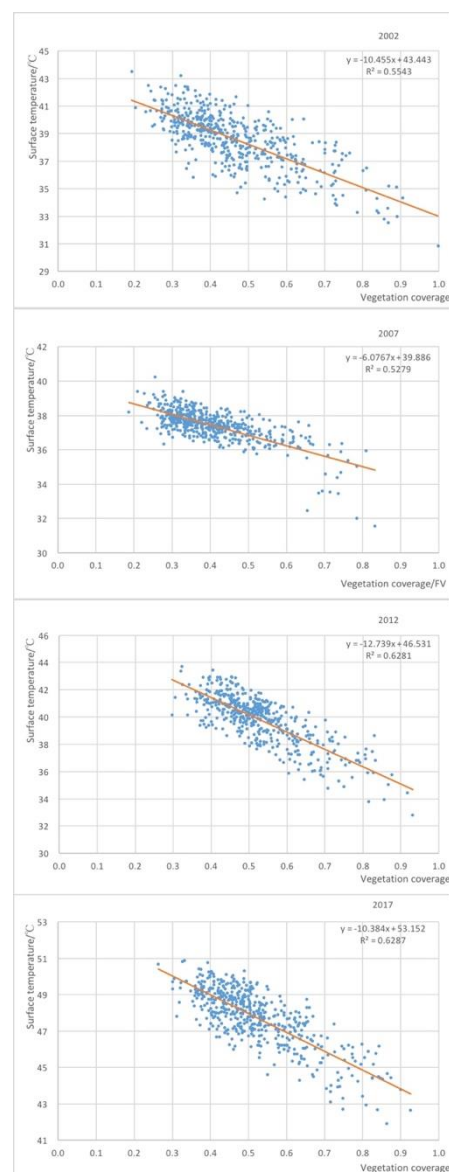 2002
y = -10.455x + 43.443
R² = 0.5543
Surface temperature/℃
45
43
41
39
37
35
33
31
29
0.0 0.1 0.2 0.3 0.4 0.5 0.6 0.7 0.8 0.9 1.0
Vegetation coverage
2007
y = -6.0767x + 39.886
R² = 0.5279
Surface temperature/℃
42
40
38
36
34
32
30
0.0 0.1 0.2 0.3 0.4 0.5 0.6 0.7 0.8 0.9 1.0
Vegetation coverage/FV
2012
y = -12.739x + 46.531
R² = 0.6281
Surface temperature/℃
46
44
42
40
38
36
34
32
30
0.0 0.1 0.2 0.3 0.4 0.5 0.6 0.7 0.8 0.9 1.0
Vegetation coverage
2017
y = -10.384x + 53.152
R² = 0.6287
Surface temperature/℃
53
51
49
47
45
43
41
0.0 0.1 0.2 0.3 0.4 0.5 0.6 0.7 0.8 0.9 1.0
Vegetation coverage